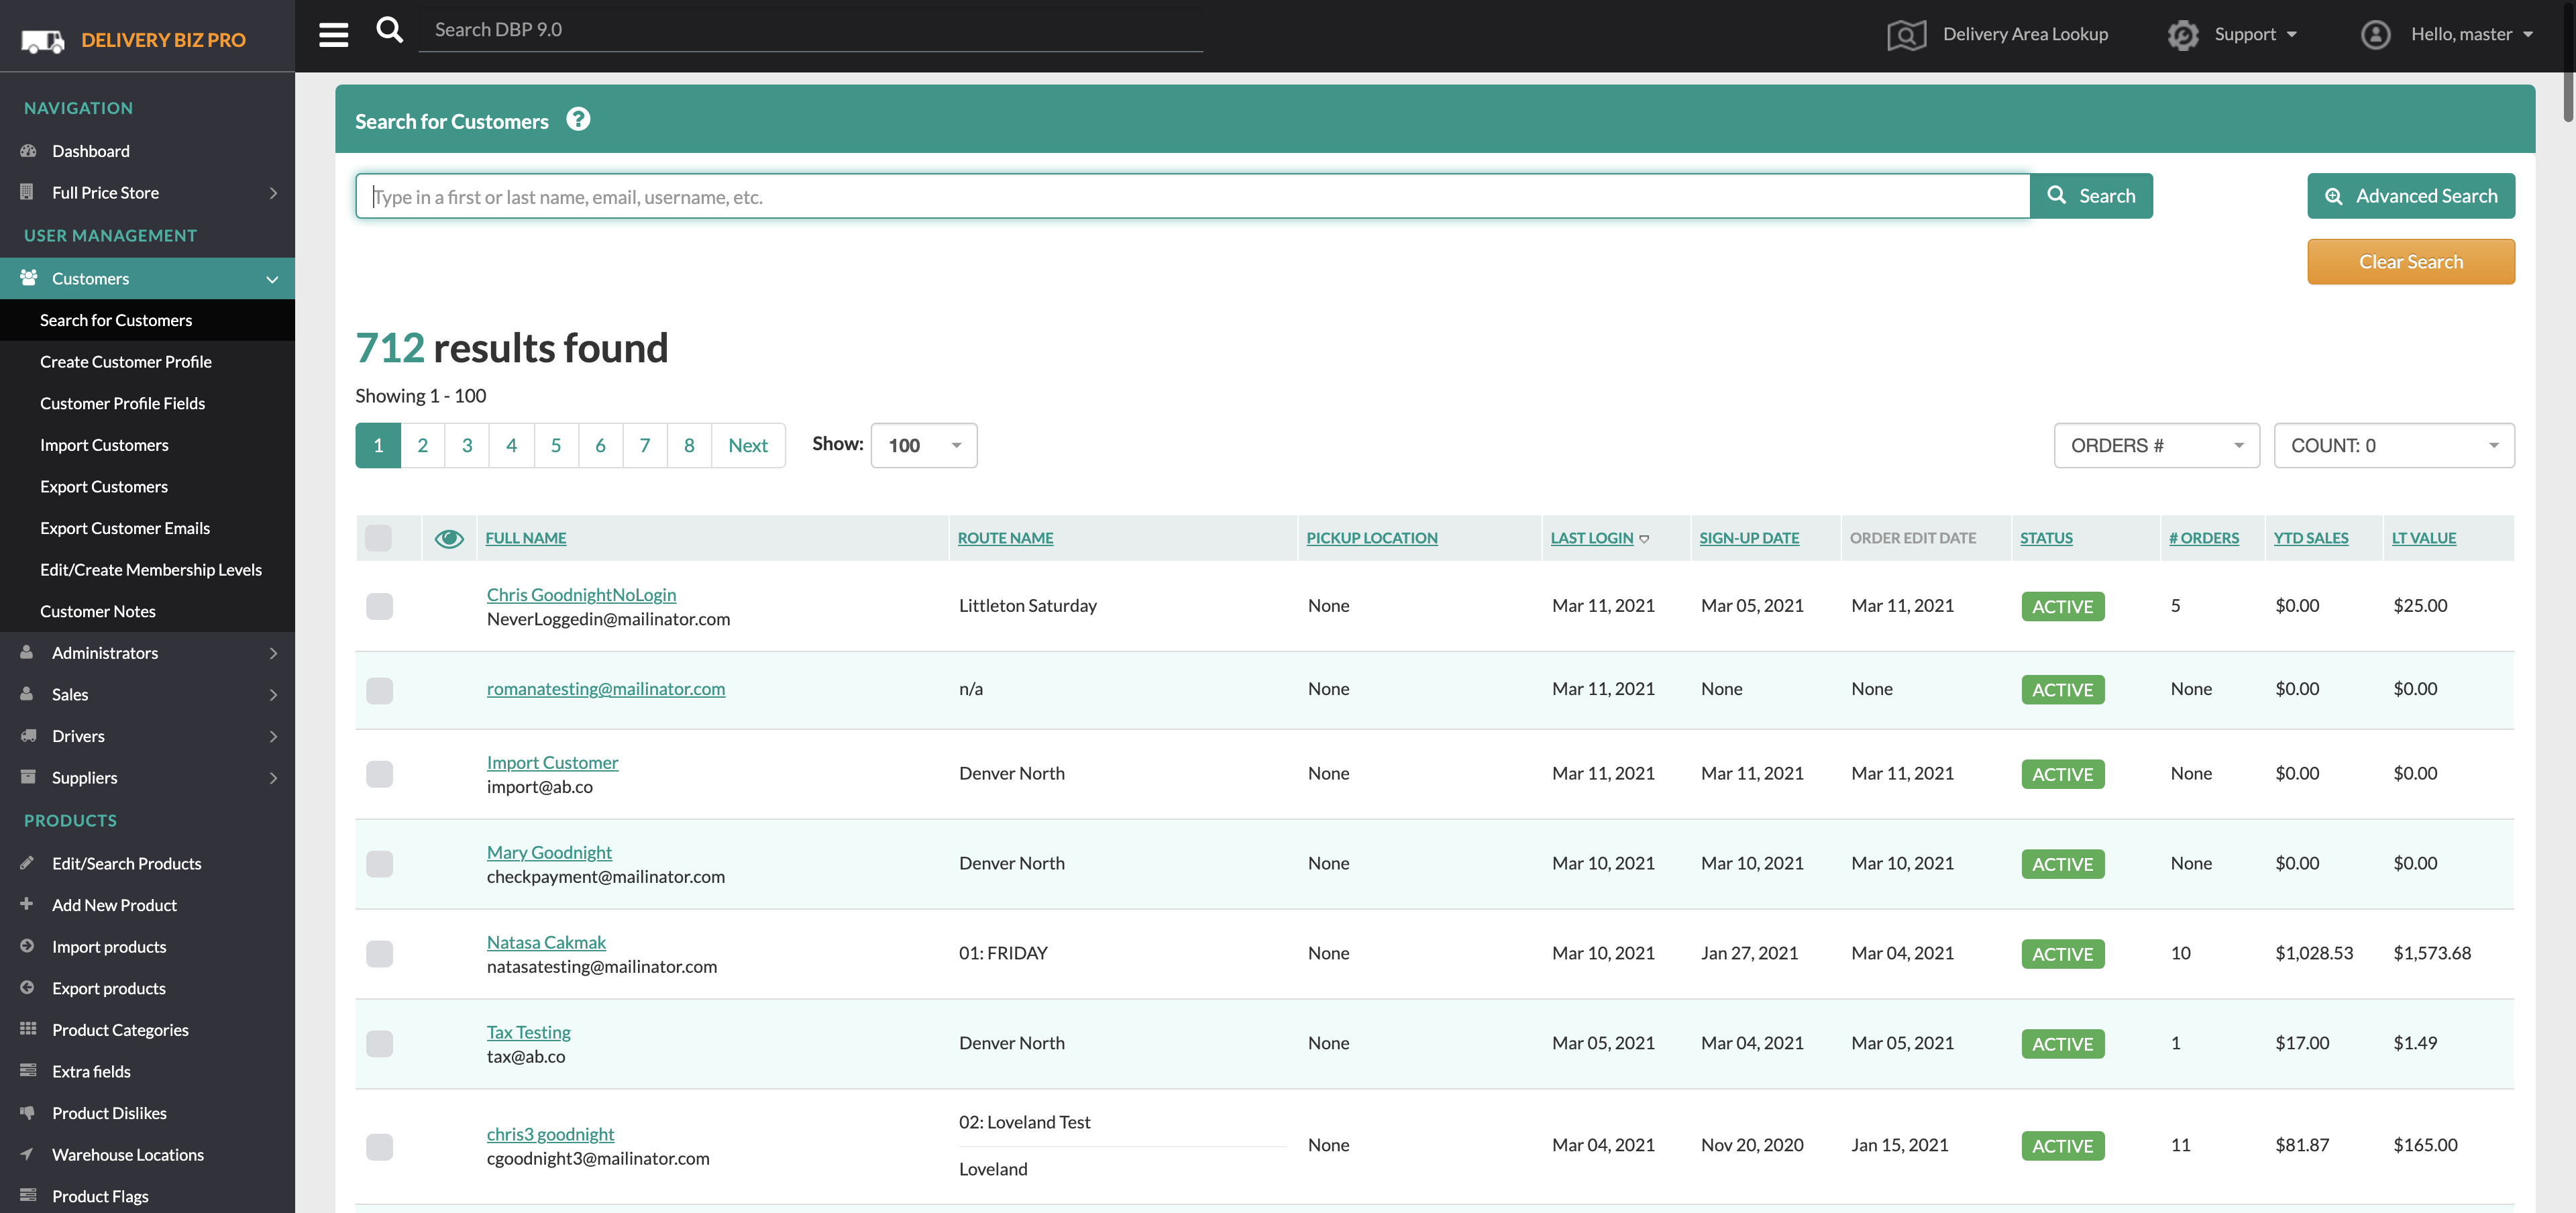 DELIVERY BIZ PRO
Search DBP 9.0
Delivery Area Lookup
Support
Hello, master
NAVIGATION
Dashboard
Full Price Store
USER MANAGEMENT
Customers
Search for Customers
Create Customer Profile
Customer Profile Fields
Import Customers
Export Customers
Export Customer Emails
Edit/Create Membership Levels
Customer Notes
Administrators
Sales
Drivers
Suppliers
PRODUCTS
Edit/Search Products
Add New Product
Import products
Export products
Product Categories
Extra fields
Product Dislikes
Warehouse Locations
Product Flags
Search for Customers ?
Type in a first or last name, email, username, etc.
Search
Advanced Search
Clear Search
712 results found
Showing 1 - 100
1 2 3 4 5 6 7 8 Next Show: 100 ORDERS # COUNT: 0
FULL NAME ROUTE NAME PICKUP LOCATION LAST LOGIN SIGN-UP DATE ORDER EDIT DATE STATUS # ORDERS YTD SALES LT VALUE
Chris GoodnightNoLogin
NeverLoggedin@mailinator.com
Littleton Saturday None Mar 11, 2021 Mar 05, 2021 Mar 11, 2021 ACTIVE 5 $0.00 $25.00
romanatesting@mailinator.com n/a None Mar 11, 2021 None None ACTIVE None $0.00 $0.00
Import Customer
import@ab.co
Denver North None Mar 11, 2021 Mar 11, 2021 Mar 11, 2021 ACTIVE None $0.00 $0.00
Mary Goodnight
checkpayment@mailinator.com
Denver North None Mar 10, 2021 Mar 10, 2021 Mar 10, 2021 ACTIVE None $0.00 $0.00
Natasa Cakmak
natasatesting@mailinator.com
01: FRIDAY None Mar 10, 2021 Jan 27, 2021 Mar 04, 2021 ACTIVE 10 $1,028.53 $1,573.68
Tax Testing
tax@ab.co
Denver North None Mar 05, 2021 Mar 04, 2021 Mar 05, 2021 ACTIVE 1 $17.00 $1.49
chris3 goodnight
cgoodnight3@mailinator.com
02: Loveland Test
Loveland
None Mar 04, 2021 Nov 20, 2020 Jan 15, 2021 ACTIVE 11 $81.87 $165.00